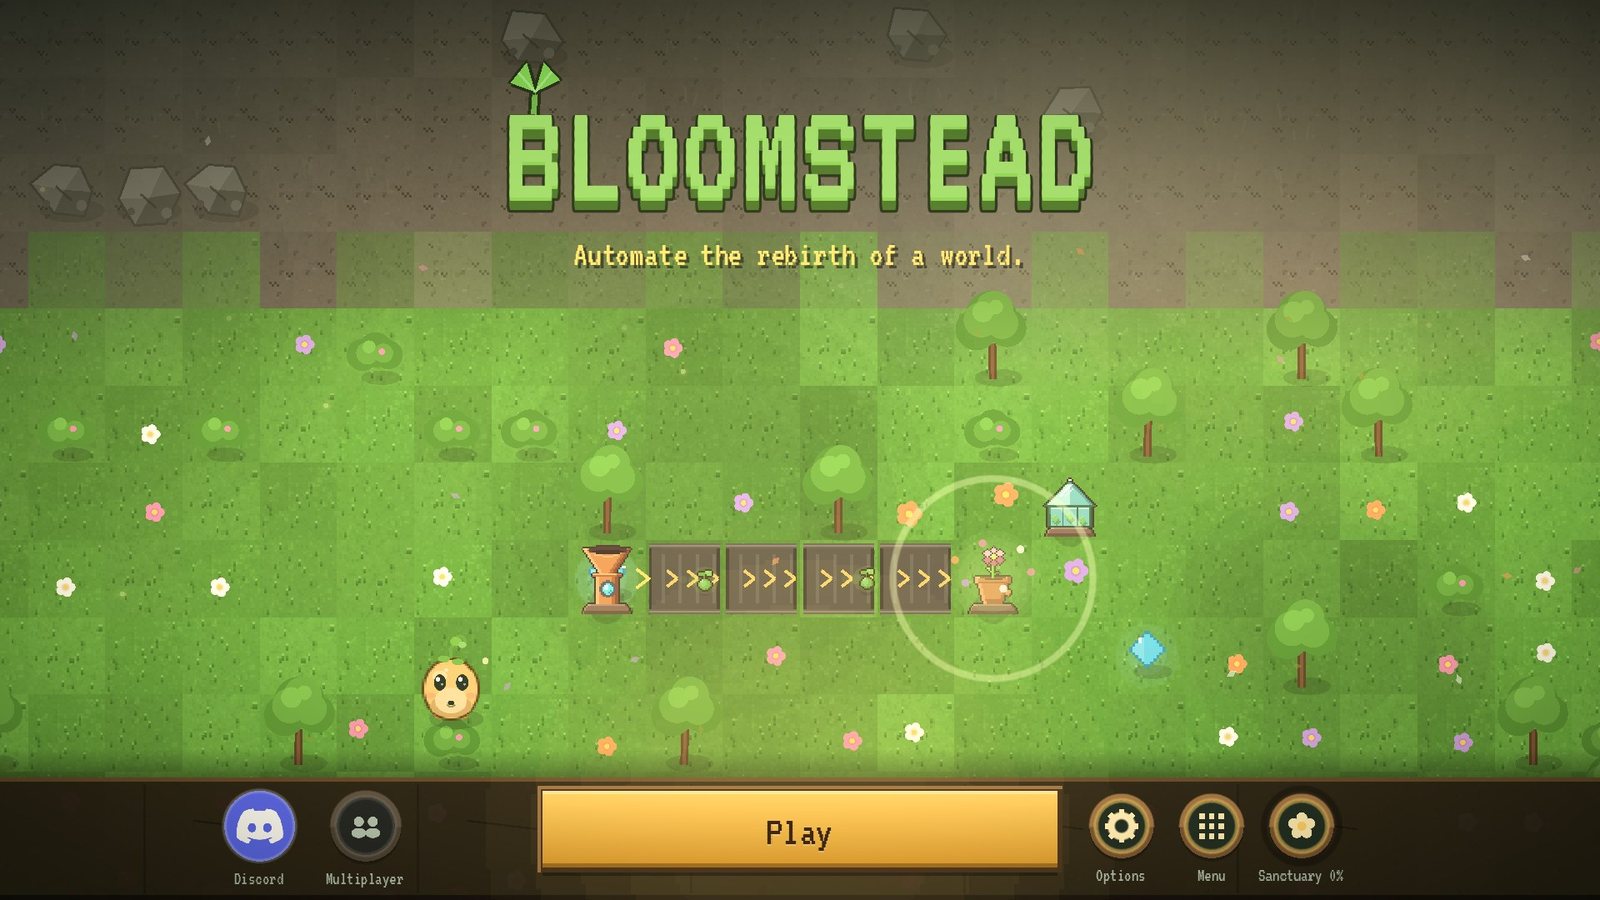 BLOOMSTEAD
Automate the rebirth of a world.
Play
Discord
Multiplayer
Options
Menu
Sanctuary 0%